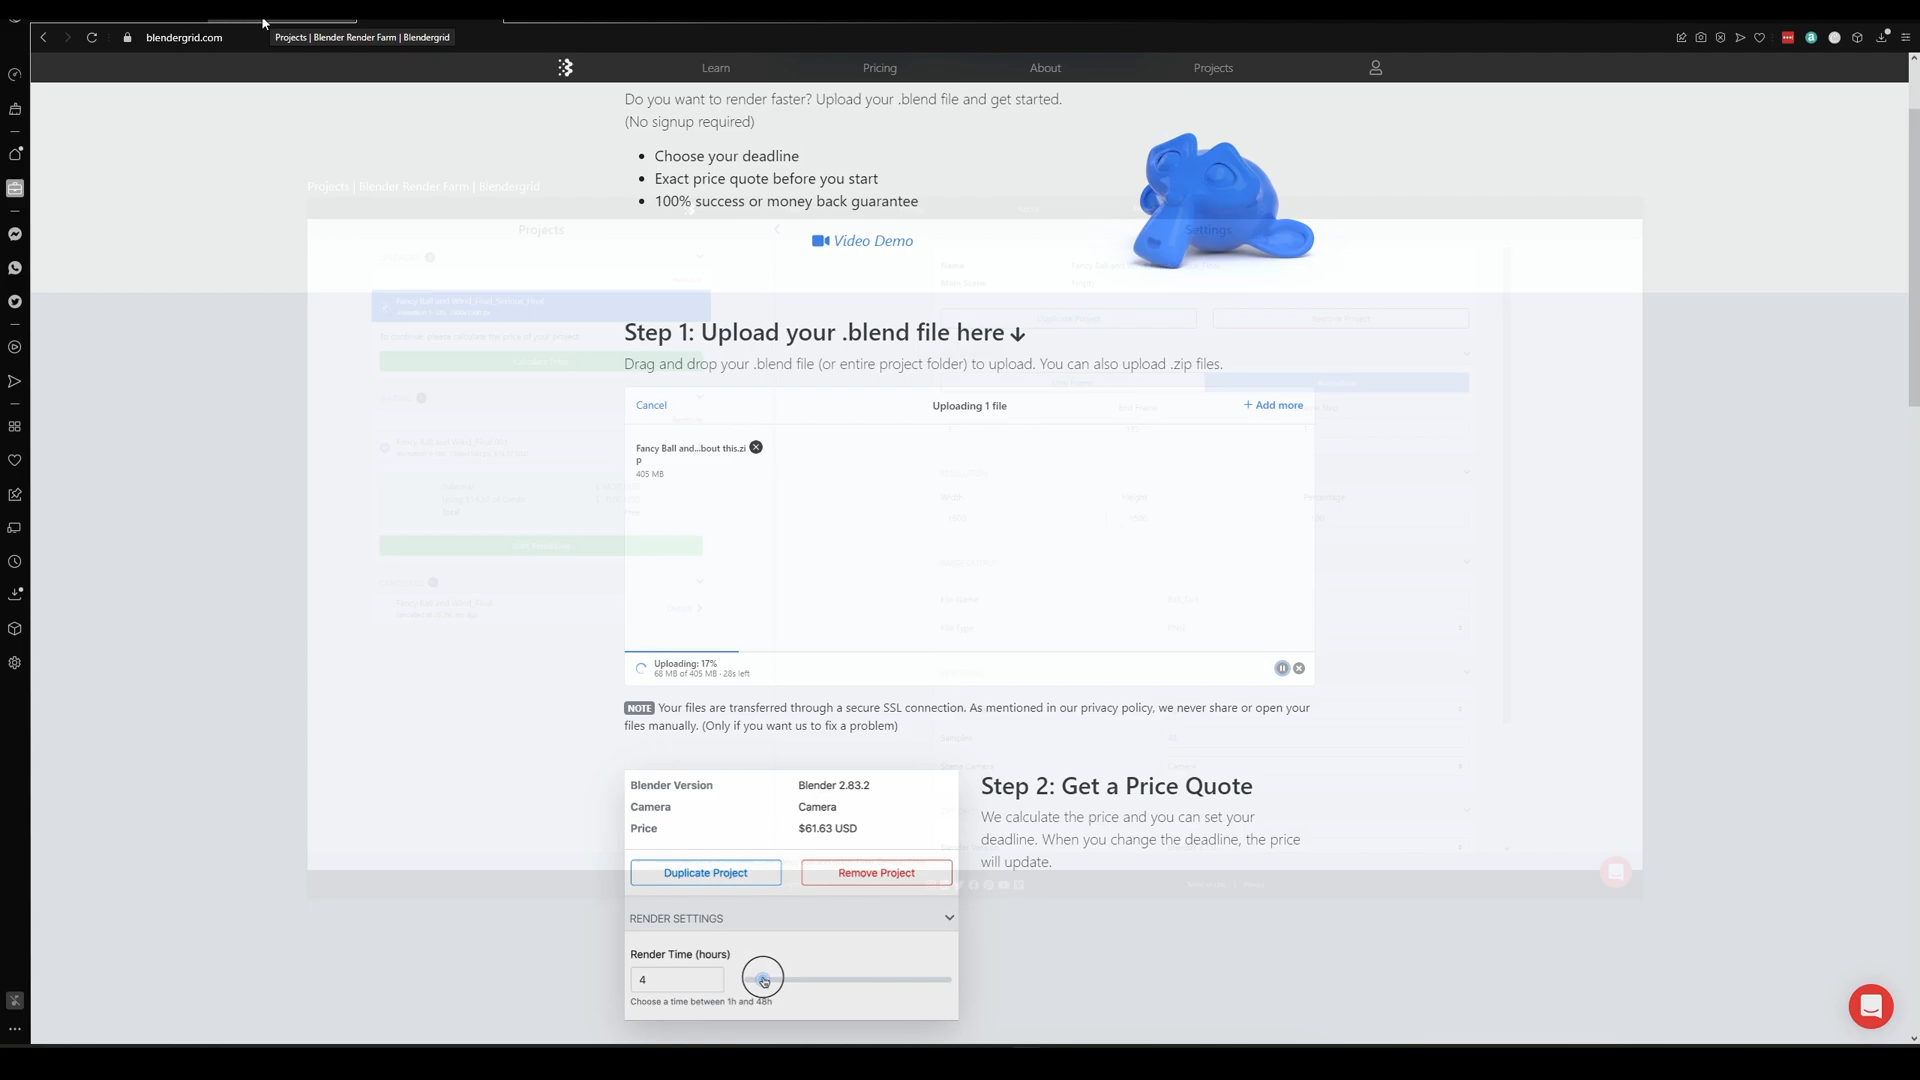 blendergrid.com
Projects | Blender Render Farm | Blendergrid
Learn
Pricing
About
Projects
Do you want to render faster? Upload your .blend file and get started.
(No signup required)
• Choose your deadline
• Exact price quote before you start
• 100% success or money back guarantee
Projects | Blender Render Farm | Blendergrid
Projects
Settings
Video Demo
Step 1: Upload your .blend file here ↓
Drag and drop your .blend file (or entire project folder) to upload. You can also upload .zip files.
Cancel
Uploading 1 file
+ Add more
Fancy Ball and...bout this.zi
p
405 MB
Uploading: 17%
68 MB of 405 MB · 28s left
NOTE Your files are transferred through a secure SSL connection. As mentioned in our privacy policy, we never share or open your
files manually. (Only if you want us to fix a problem)
Blender Version Blender 2.83.2
Camera Camera
Price $61.63 USD
Duplicate Project
Remove Project
RENDER SETTINGS
Render Time (hours)
4
Choose a time between 1h and 48h
Step 2: Get a Price Quote
We calculate the price and you can set your
deadline. When you change the deadline, the price
will update.